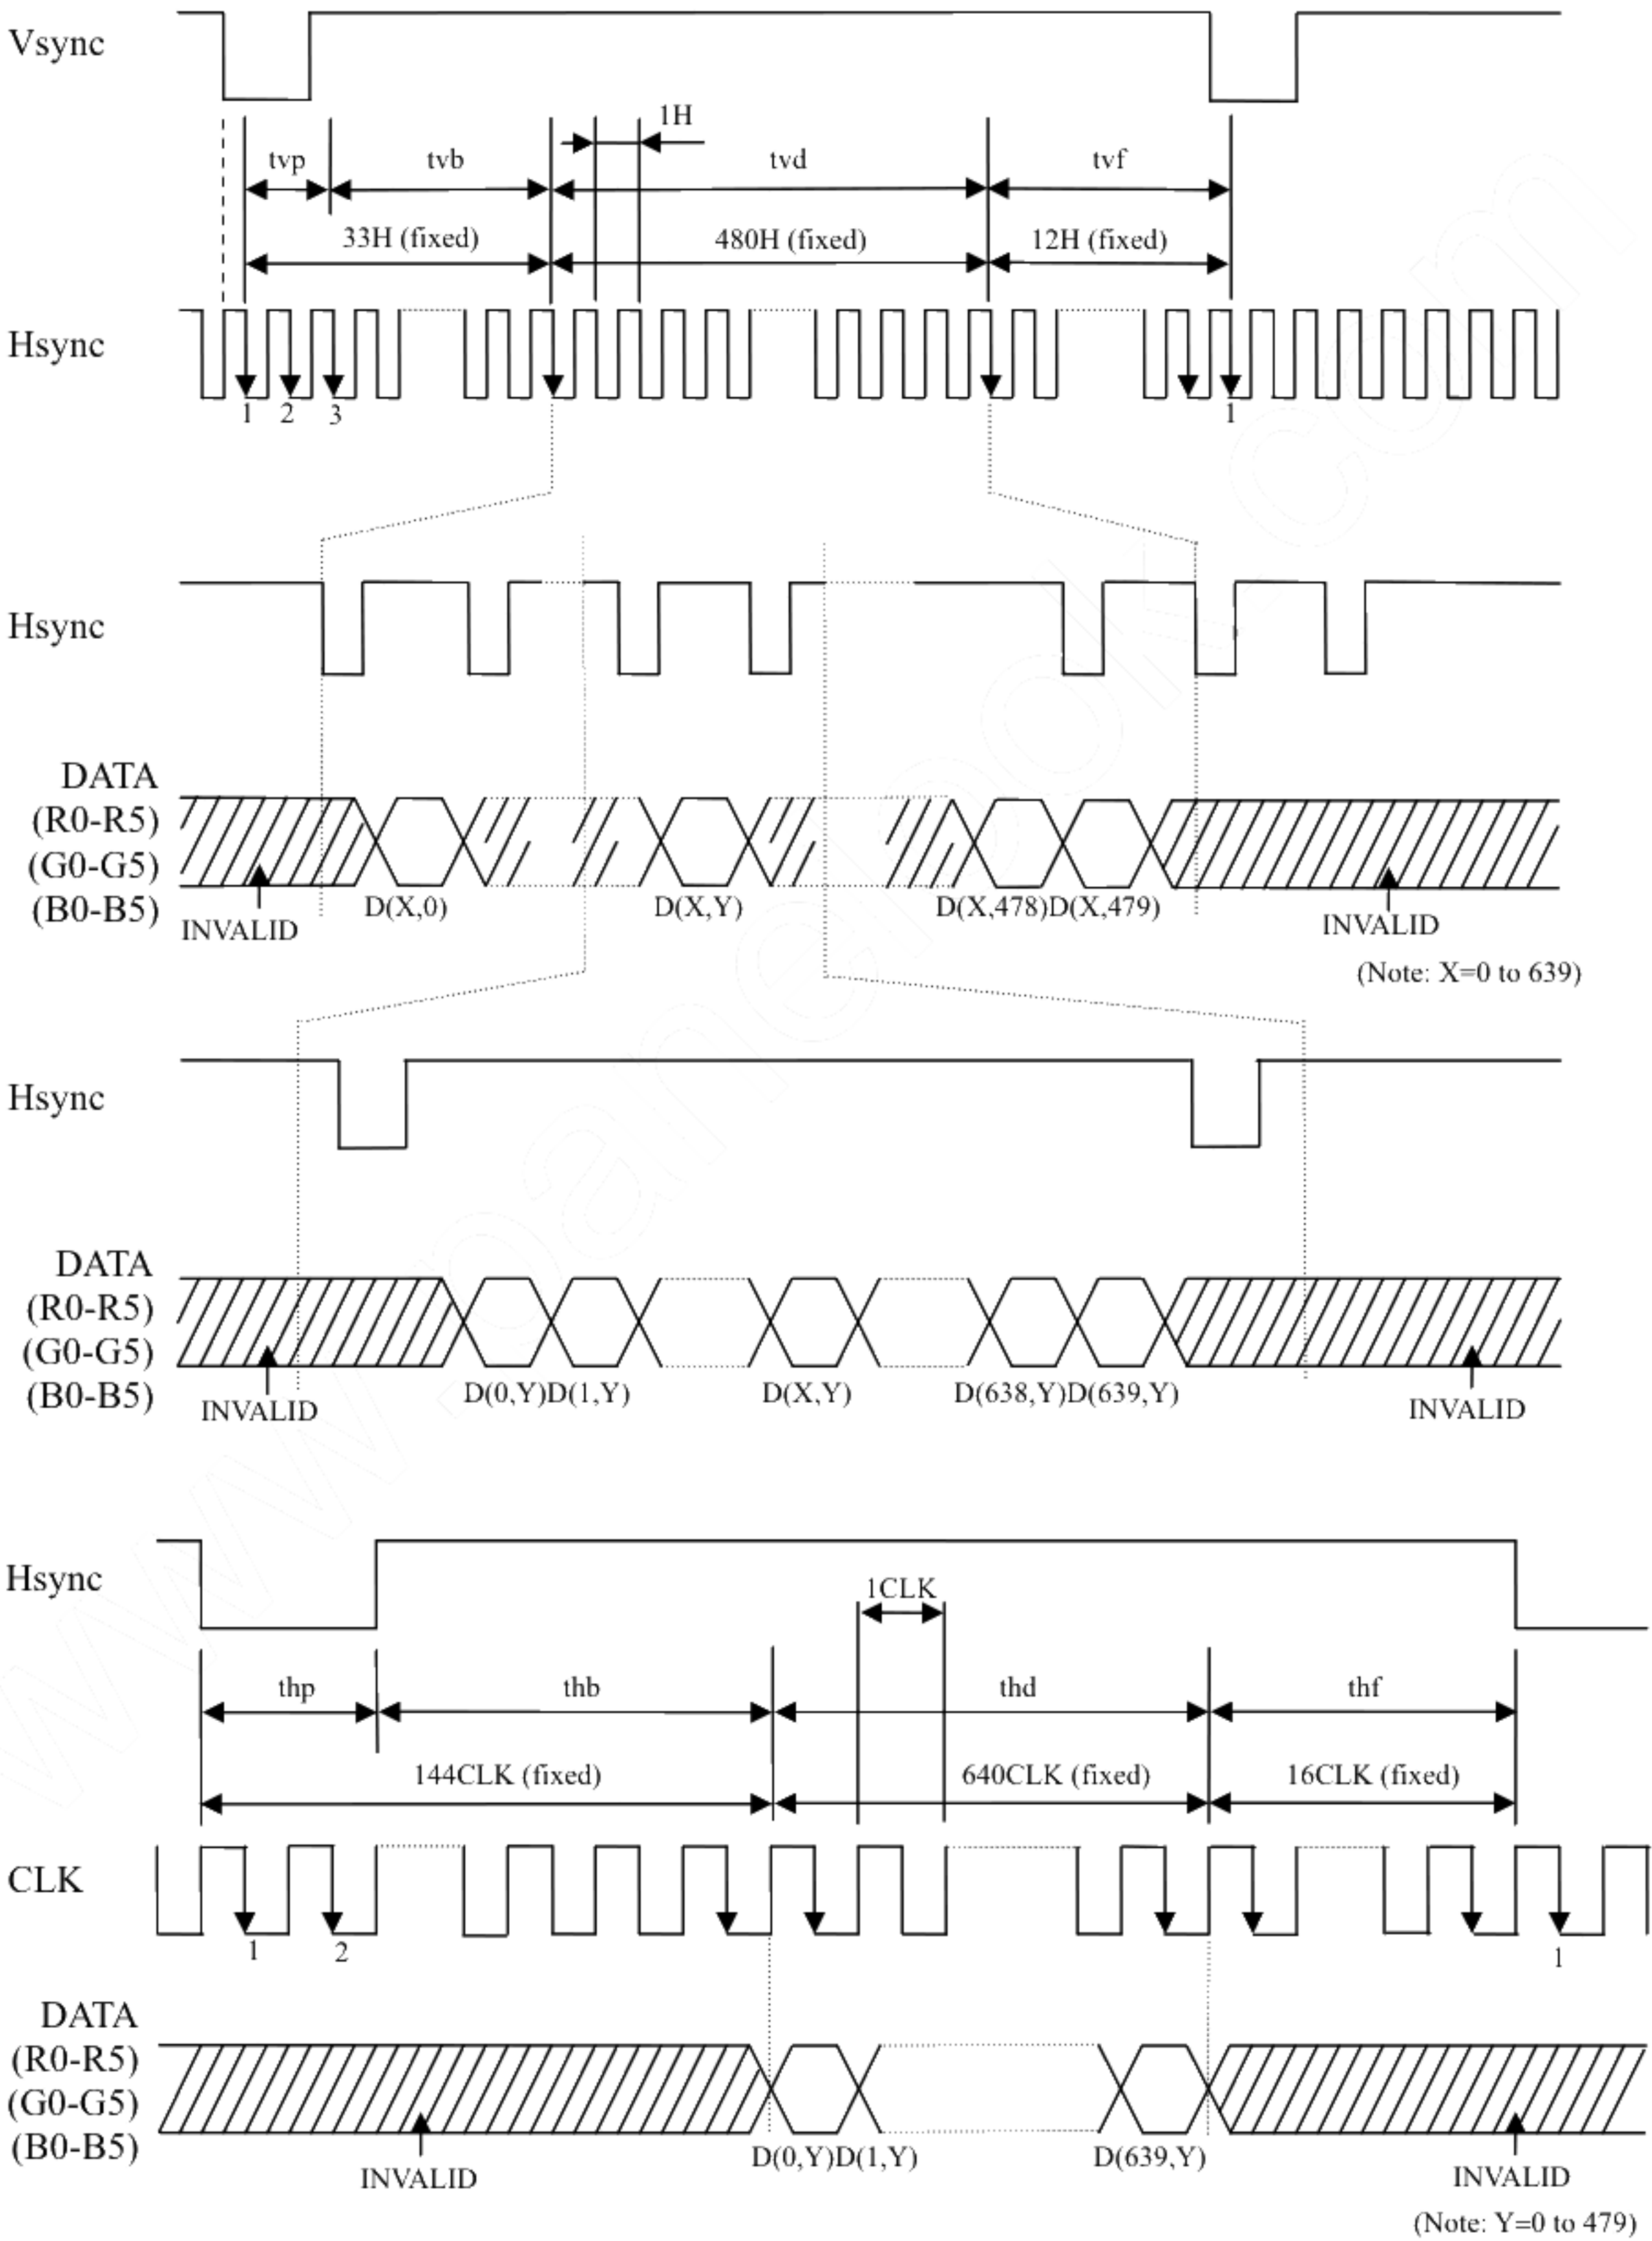 Vsync
1H
tvp tvb tvd tvf
33H (fixed) 480H (fixed) 12H (fixed)
Hsync
1 2 3 1
Hsync
DATA
(R0-R5)
(G0-G5)
(B0-B5)
D(X,0) D(X,Y) D(X,478)D(X,479)
INVALID INVALID
(Note: X=0 to 639)
Hsync
DATA
(R0-R5)
(G0-G5)
(B0-B5)
D(0,Y)D(1,Y) D(X,Y) D(638,Y)D(639,Y)
INVALID INVALID
Hsync
1CLK
thp thb thd thf
144CLK (fixed) 640CLK (fixed) 16CLK (fixed)
CLK
1 2 1
DATA
(R0-R5)
(G0-G5)
(B0-B5)
D(0,Y)D(1,Y) D(639,Y)
INVALID INVALID
(Note: Y=0 to 479)